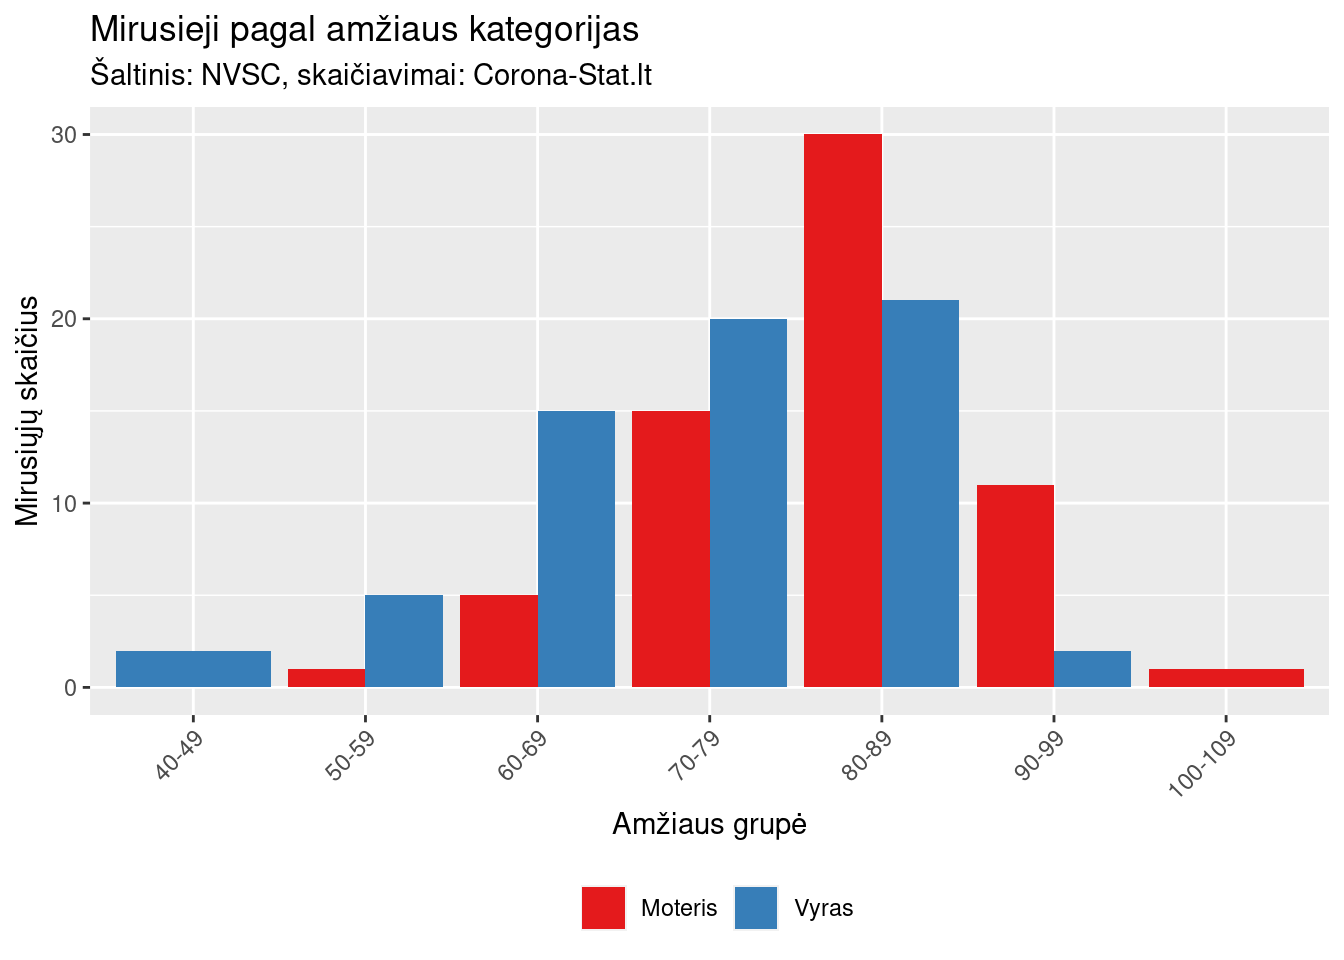 Mirusieji pagal amžiaus kategorijas
Šaltinis: NVSC, skaičiavimai: Corona-Stat.lt
Mirusiųjų skaičius
30
20
10
0
40-49
50-59
60-69
70-79
80-89
90-99
100-109
Amžiaus grupė
Moteris
Vyras